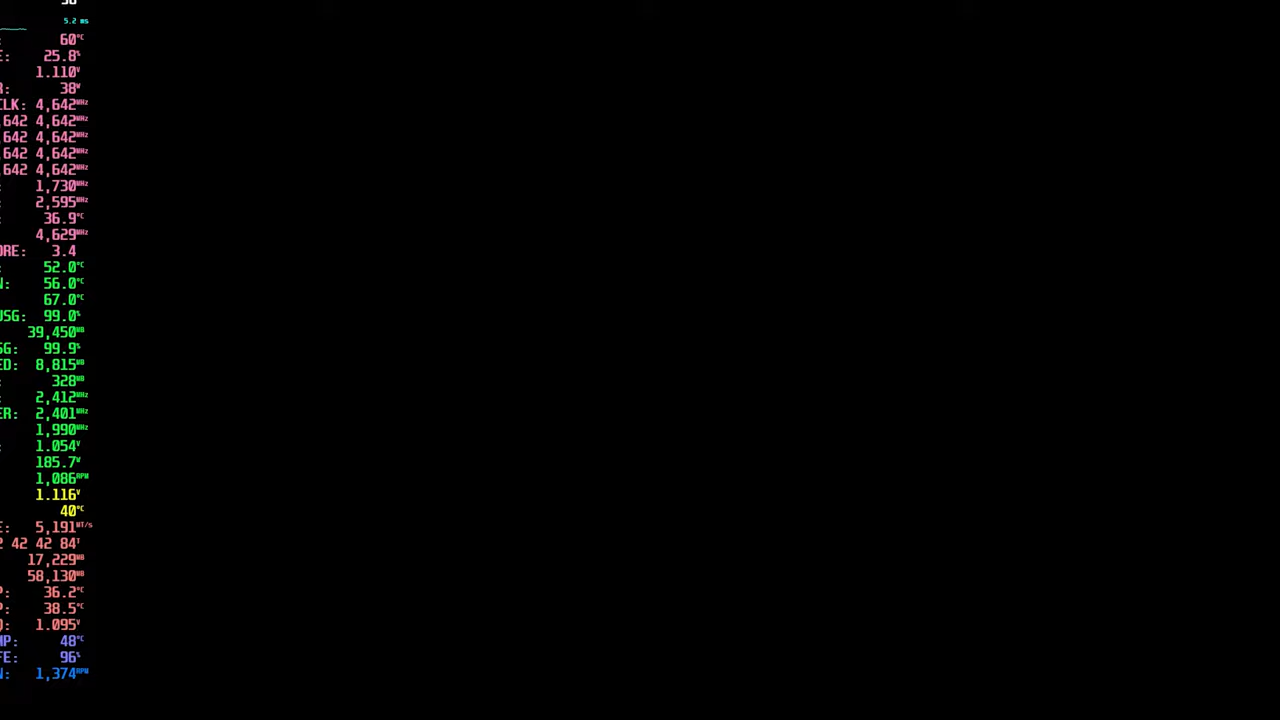 5.2 ms
: 60°C
E: 25.8%
1.110V
R: 38W
CLK: 4,642MHz
,642 4,642MHz
,642 4,642MHz
,642 4,642MHz
,642 4,642MHz
: 1,730MHz
: 2,595MHz
: 36.9°C
4,629MHz
ORE: 3.4
: 52.0°C
N: 56.0°C
67.0°C
USG: 99.0%
39,450MB
SG: 99.9%
ED: 8,815MB
: 328MB
: 2,412MHz
ER: 2,401MHz
1,990MHz
: 1.054V
185.7W
1,086RPM
1.116V
40°C
E: 5,191MT/s
2 42 42 84T
17,229MB
58,130MB
P: 36.2°C
P: 38.5°C
1.095V
MP: 48°C
FE: 96%
N: 1,374RPM